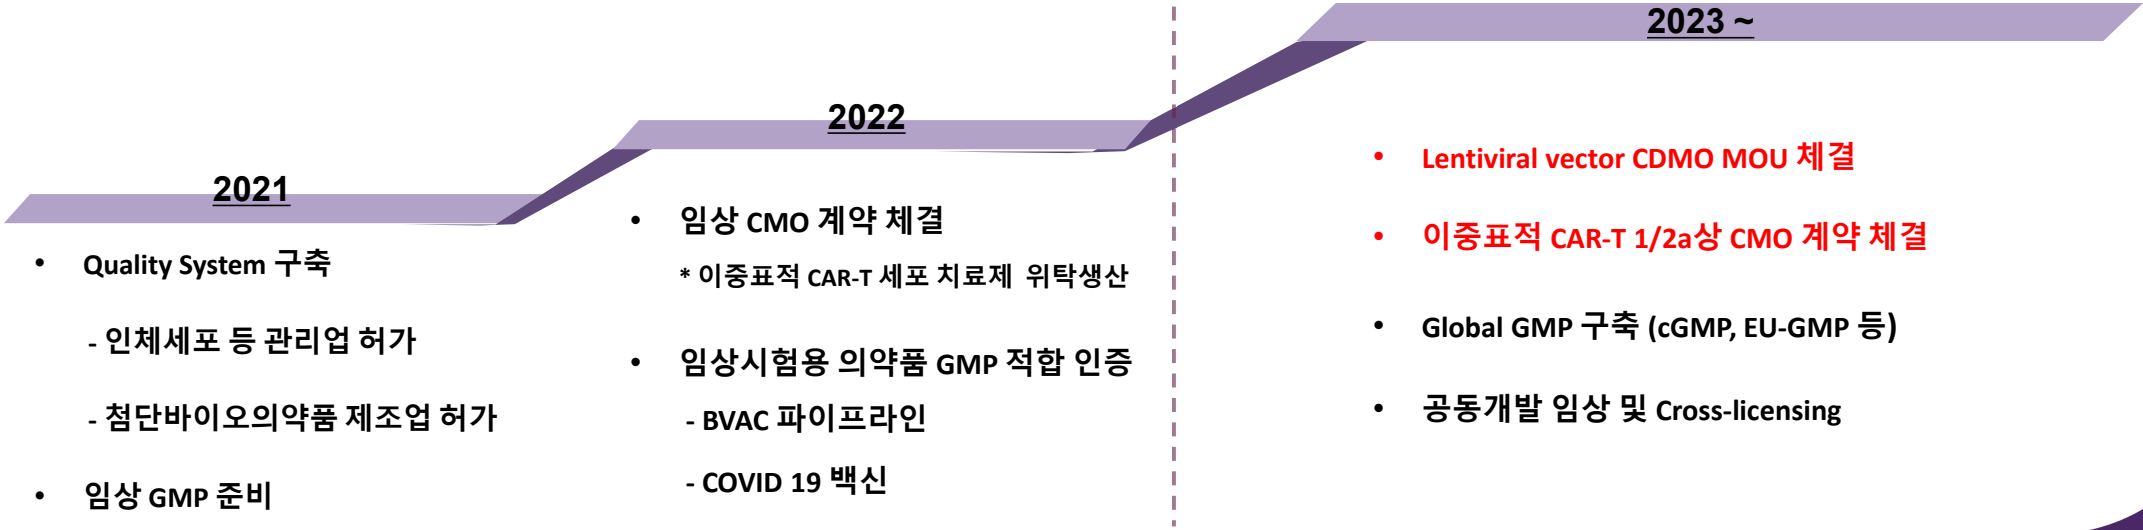 2021
• Quality System 구축
- 인체세포 등 관리업 허가
- 첨단바이오의약품 제조업 허가
• 임상 GMP 준비
2022
• 임상 CMO 계약 체결
* 이중표적 CAR-T 세포 치료제 위탁생산
• 임상시험용 의약품 GMP 적합 인증
- BVAC 파이프라인
- COVID 19 백신
2023 ~
• Lentiviral vector CDMO MOU 체결
• 이중표적 CAR-T 1/2a상 CMO 계약 체결
• Global GMP 구축 (cGMP, EU-GMP 등)
• 공동개발 임상 및 Cross-licensing